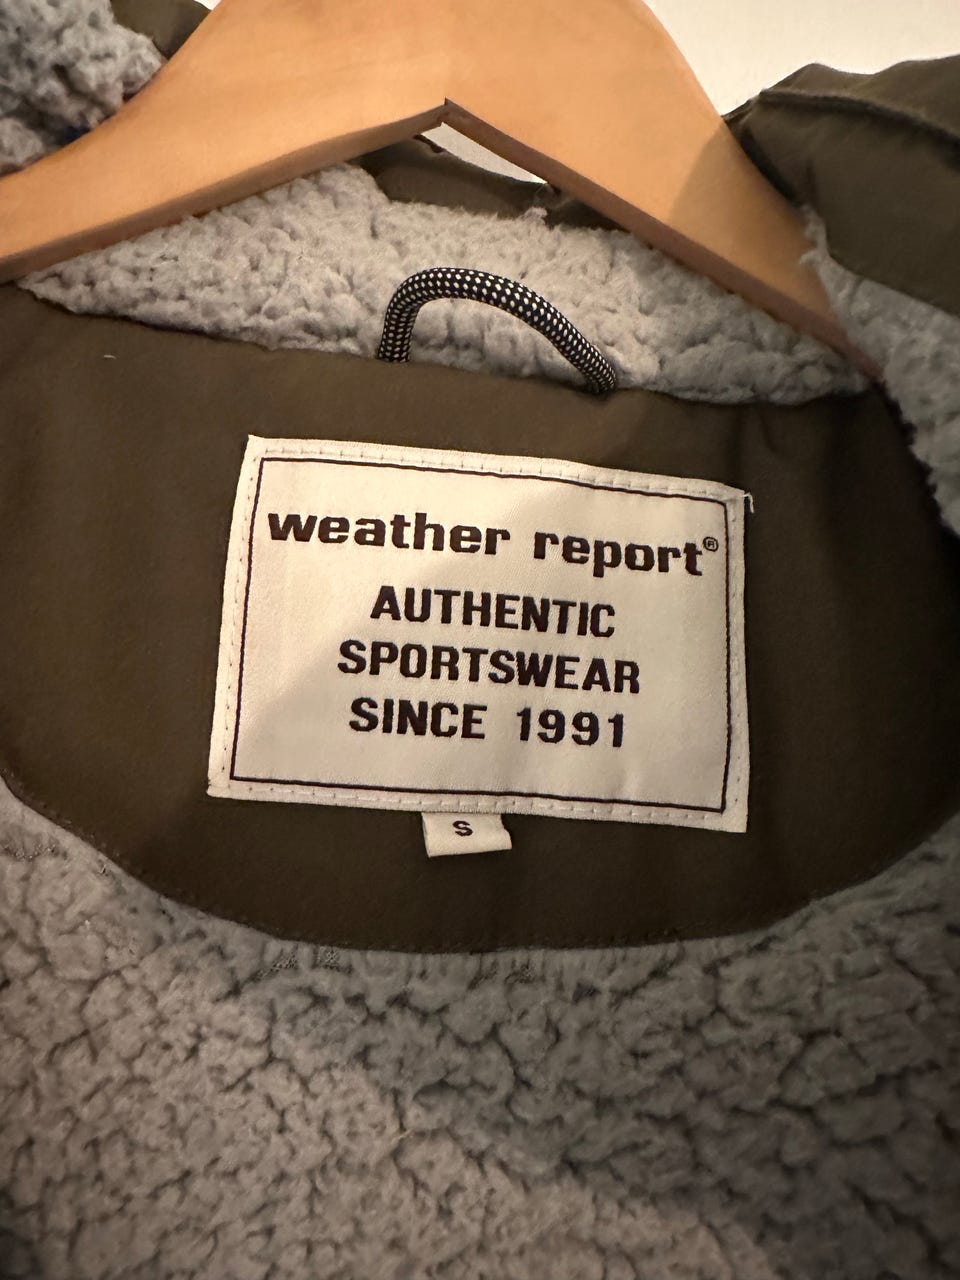 weather report®
AUTHENTIC
SPORTSWEAR
SINCE 1991
S